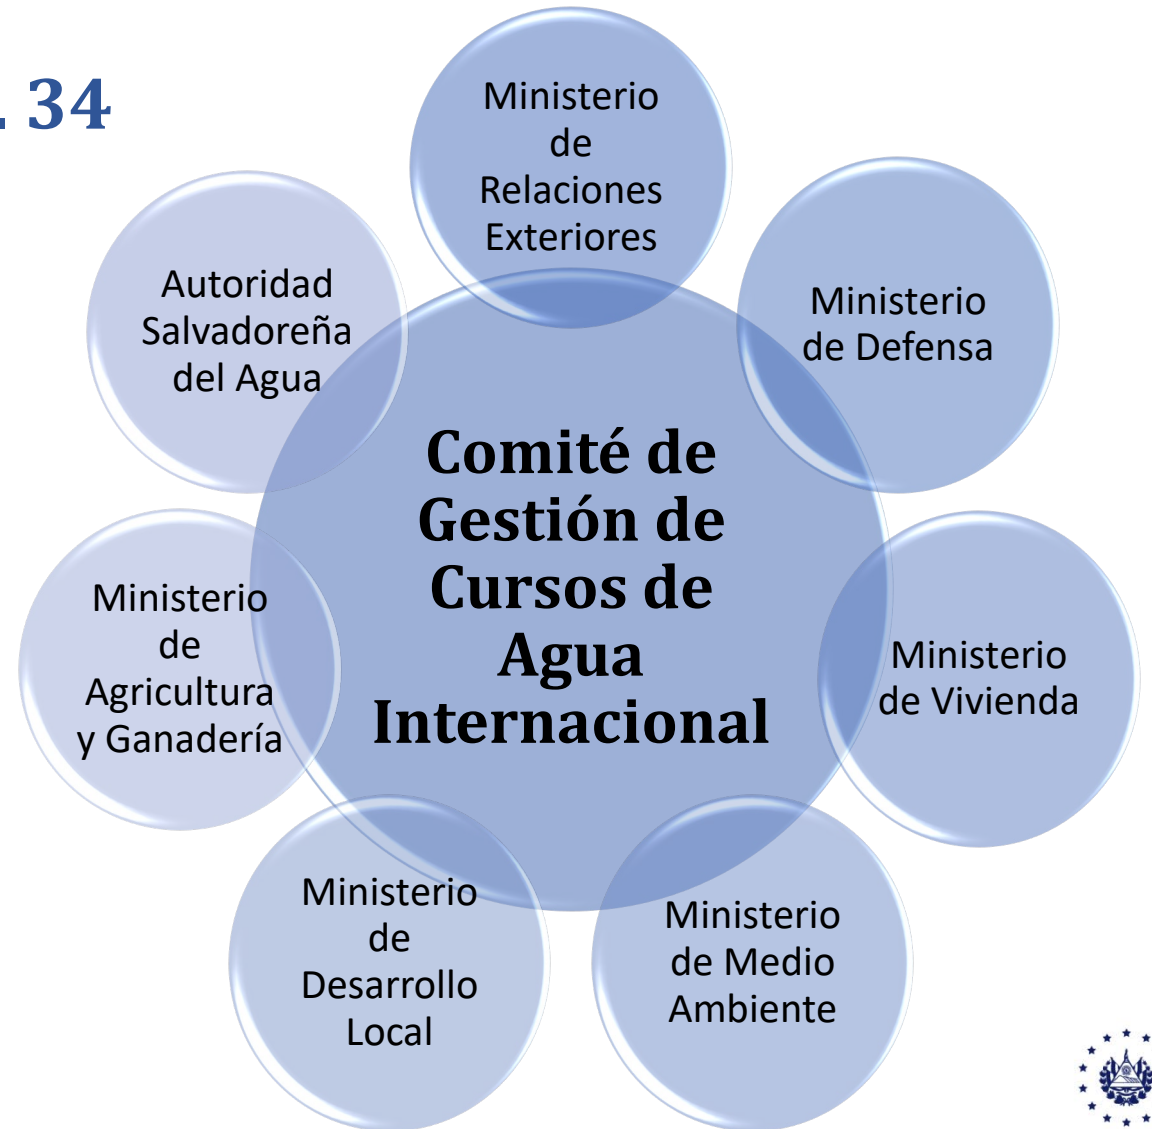 . 34
Ministerio
de
Relaciones
Exteriores
Ministerio
de Defensa
Ministerio
de Vivienda
Ministerio
de Medio
Ambiente
Ministerio
de
Desarrollo
Local
Ministerio
de
Agricultura
y Ganadería
Autoridad
Salvadoreña
del Agua
Comité de
Gestión de
Cursos de
Agua
Internacional